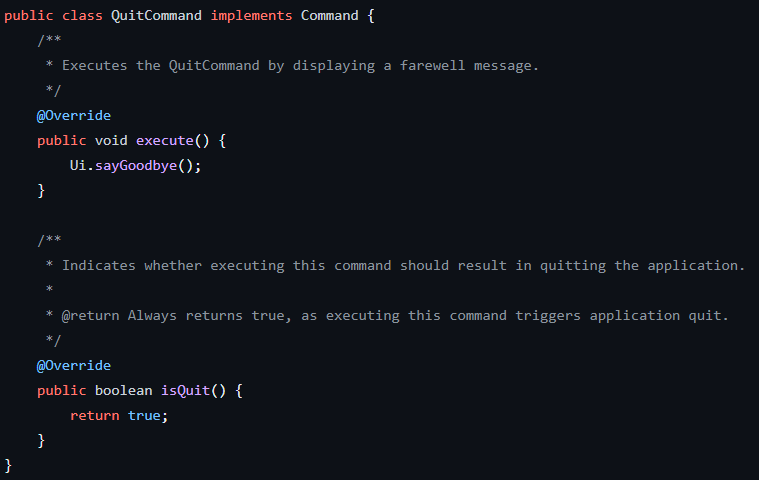 public class QuitCommand implements Command {
    /**
     * Executes the QuitCommand by displaying a farewell message.
     */
    @Override
    public void execute() {
        Ui.sayGoodbye();
    }

    /**
     * Indicates whether executing this command should result in quitting the application.
     *
     * @return Always returns true, as executing this command triggers application quit.
     */
    @Override
    public boolean isQuit() {
        return true;
    }
}